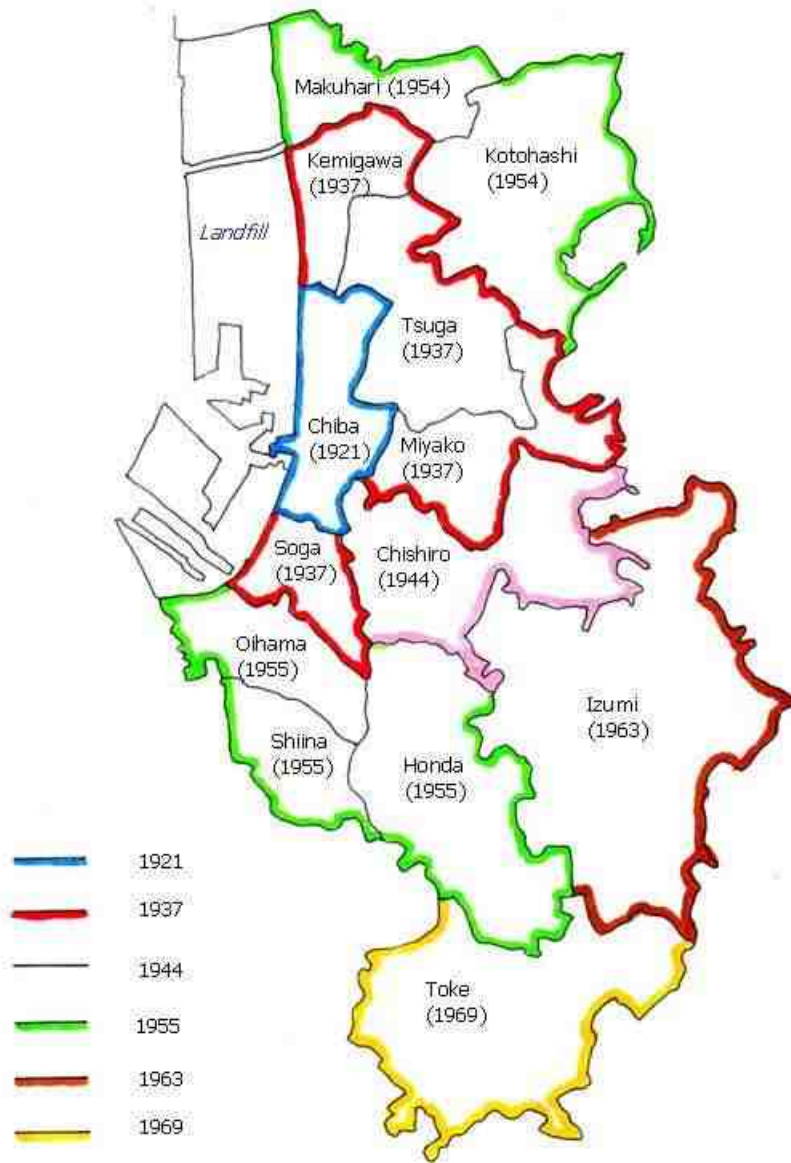 Makuhari (1954)
Kemigawa
(1937)
Kotohashi
(1954)
Landfill
Tsuga
(1937)
Chiba
(1921)
Miyako
(1937)
Soga
(1937)
Chishiro
(1944)
Oihama
(1955)
Izumi
(1963)
Shiina
(1955)
Honda
(1955)
Toke
(1969)
1921
1937
1944
1955
1963
1969